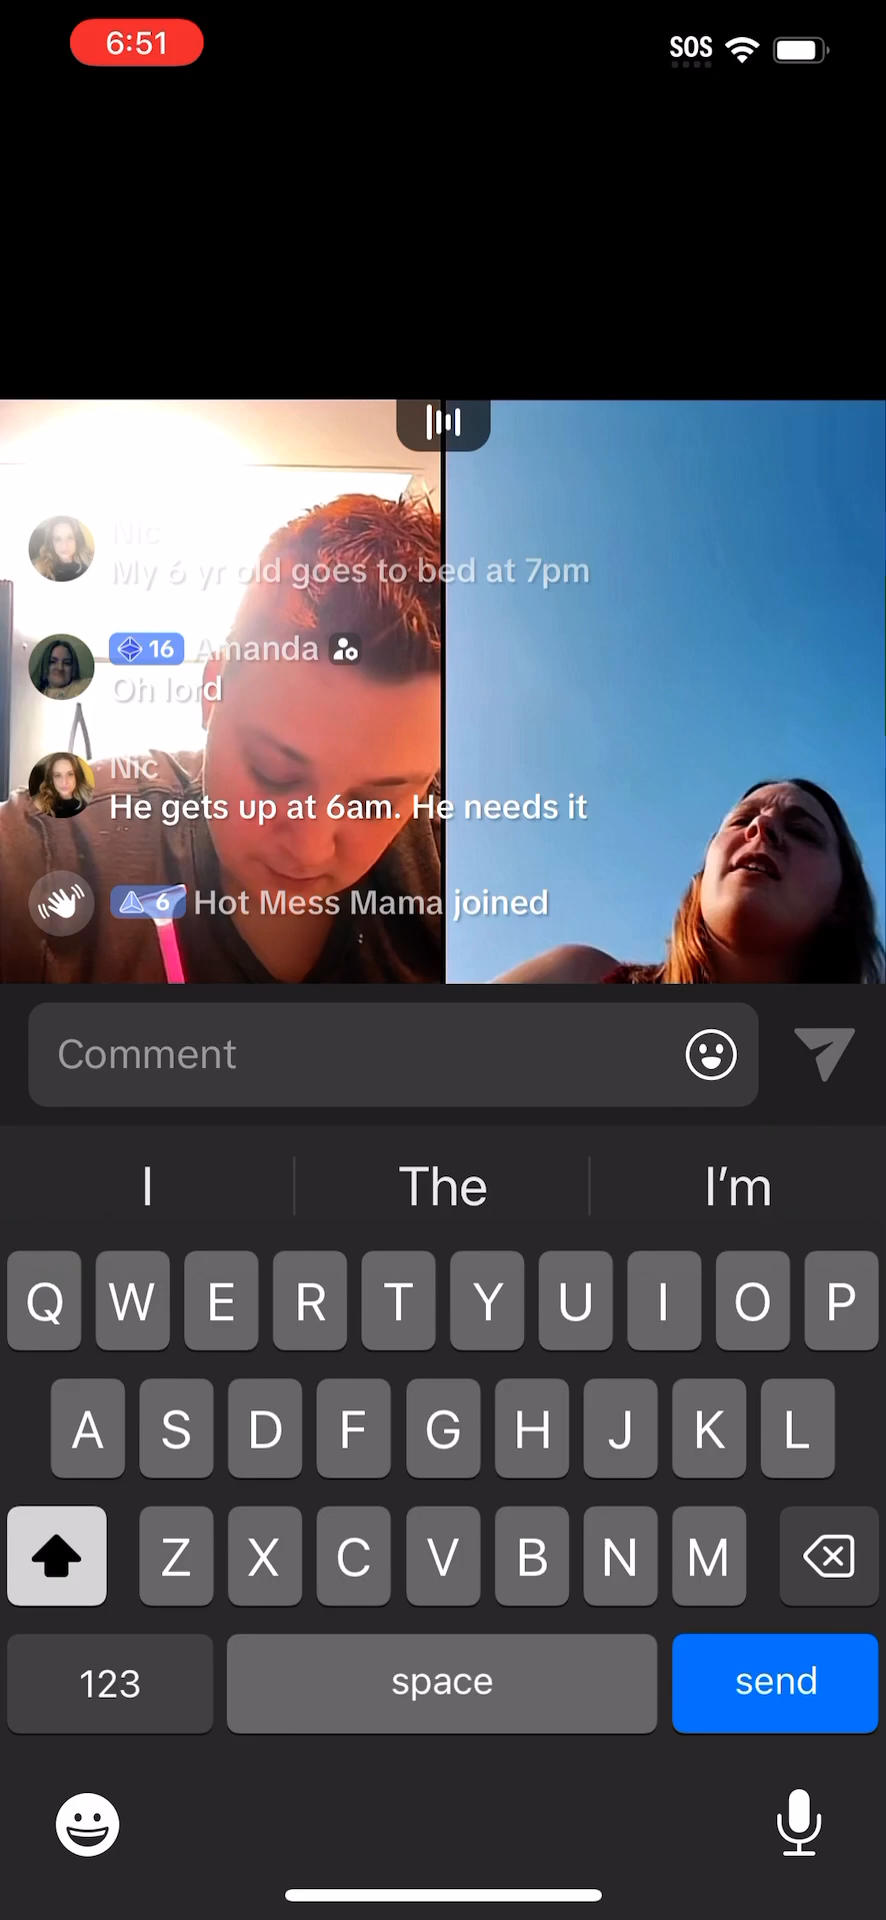 6:51
SOS
Nic
My 6 yr old goes to bed at 7pm
16 Amanda
Oh lord
Nic
He gets up at 6am. He needs it
6 Hot Mess Mama joined
Comment
I The I'm
Q W E R T Y U I O P
A S D F G H J K L
Z X C V B N M
123 space send